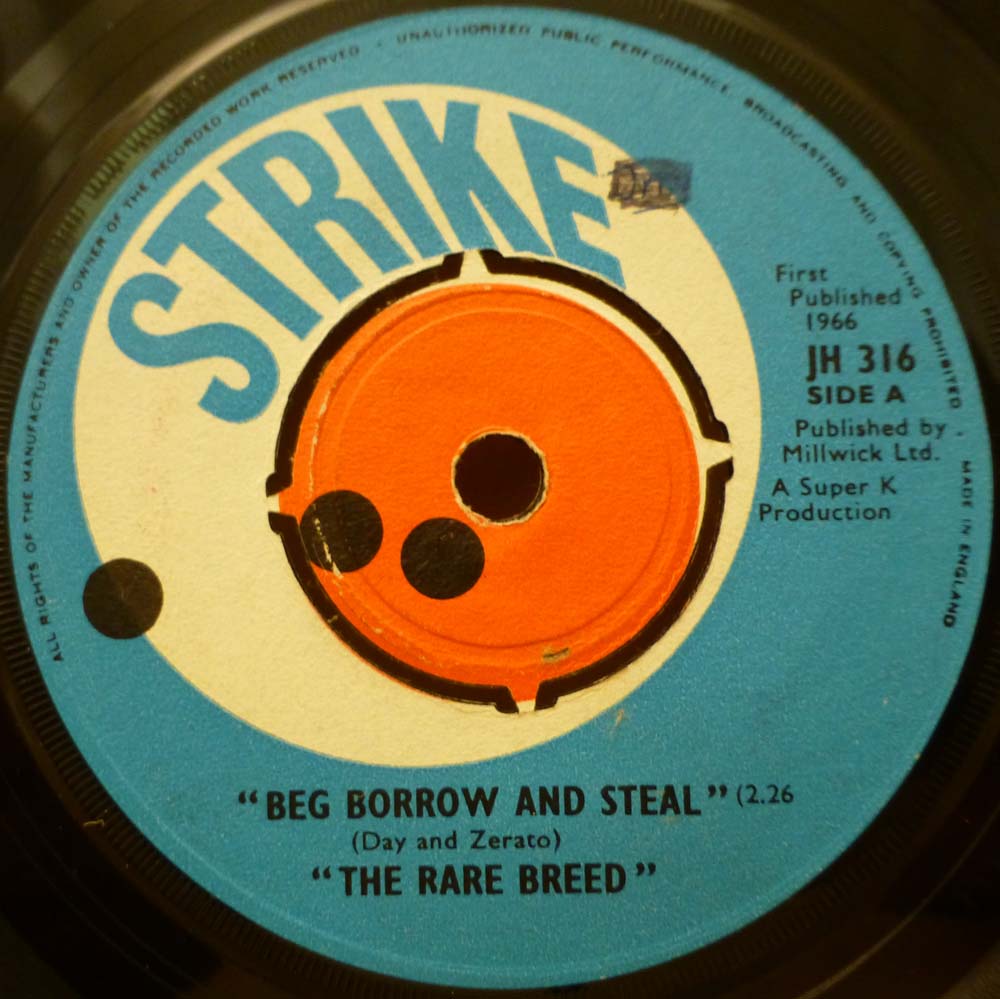 ALL RIGHTS OF THE MANUFACTURERS AND OWNER OF THE RECORDED WORK RESERVED · UNAUTHORIZED PUBLIC PERFORMANCE, BROADCASTING AND COPYING PROHIBITED
MADE IN ENGLAND
STRIKE
First
Published
1966
JH 316
SIDE A
Published by
Millwick Ltd.
A Super K
Production
"BEG BORROW AND STEAL" (2.26
(Day and Zerato)
"THE RARE BREED"